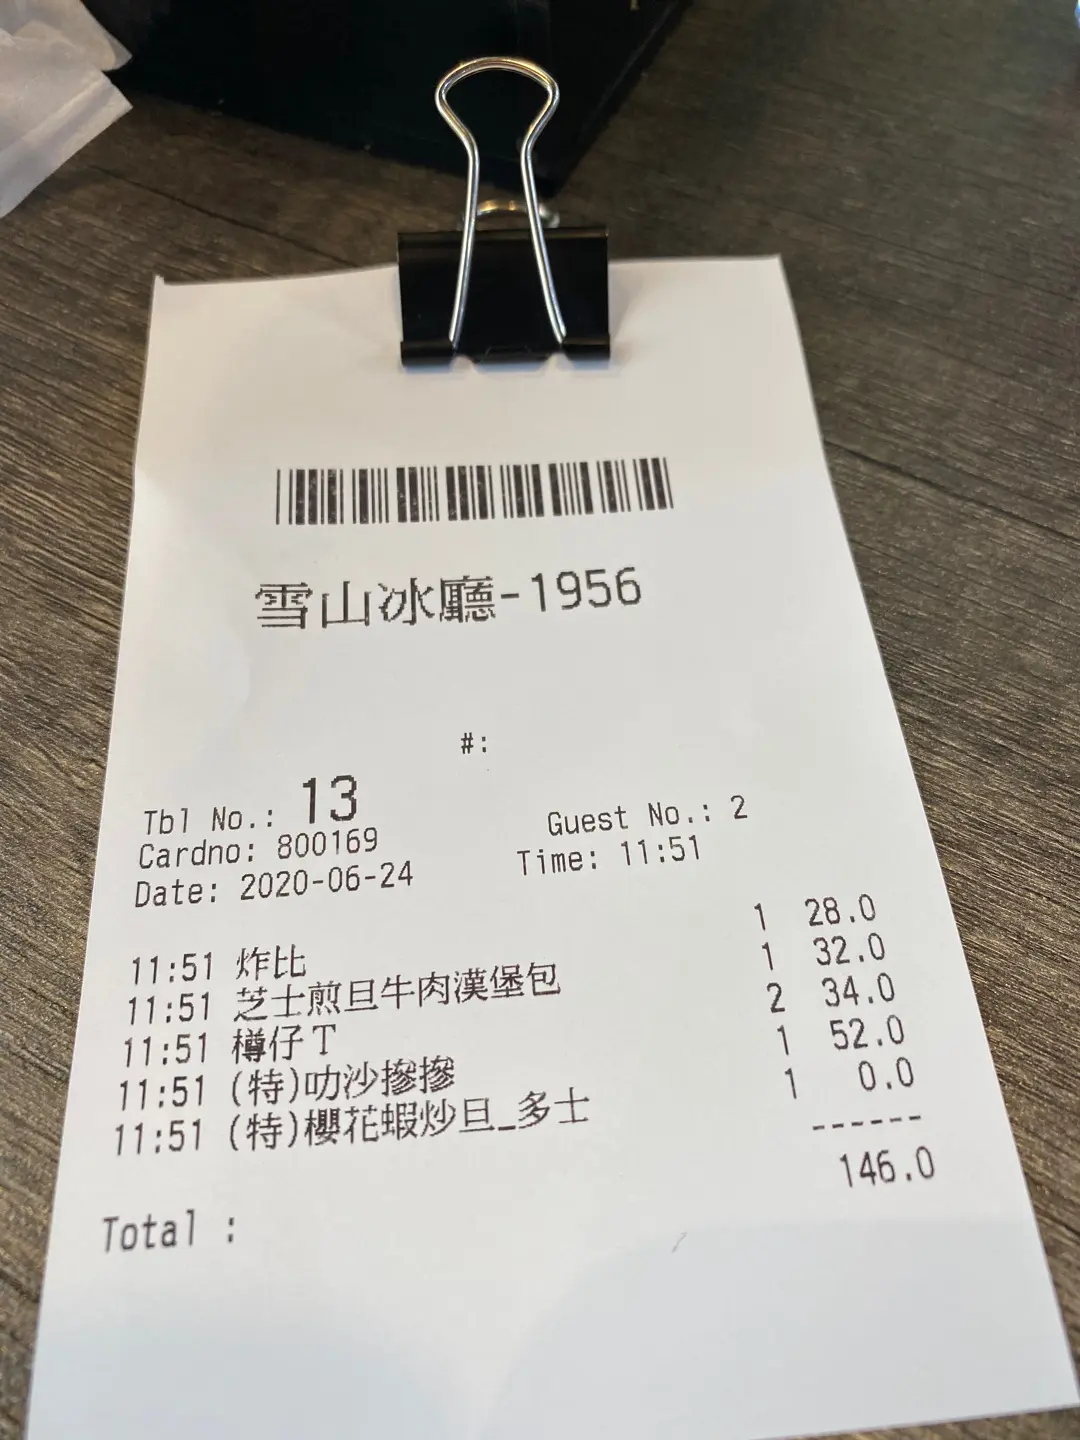 雪山冰廳-1956
#:
Tbl No.: 13 Guest No.: 2
Cardno: 800169 Time: 11:51
Date: 2020-06-24
11:51 炸比 1 28.0
11:51 芝士煎旦牛肉漢堡包 1 32.0
11:51 樽仔T 2 34.0
11:51 (特)叻沙摻摻 1 52.0
11:51 (特)櫻花蝦炒旦_多士 1 0.0
------
Total : 146.0